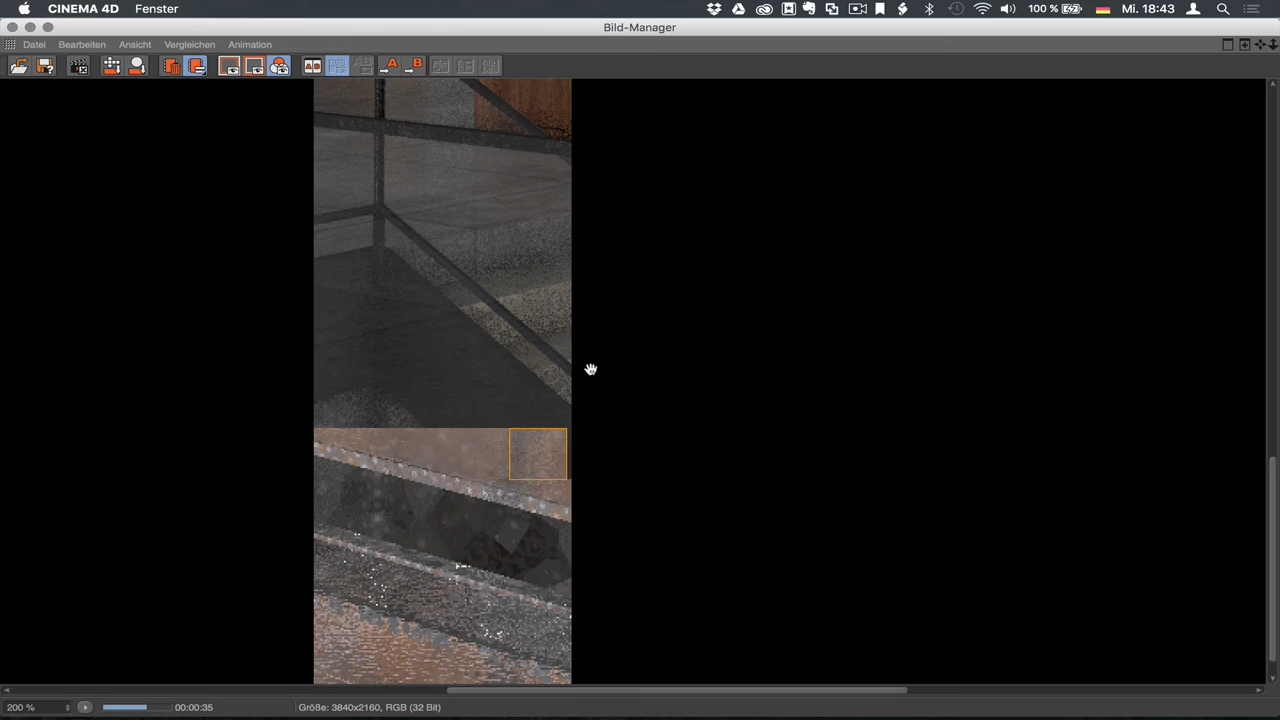 CINEMA 4D Fenster 100 % Mi. 18:43
Bild-Manager
Datei Bearbeiten Ansicht Vergleichen Animation
A B A B A B
200 % 00:00:35 Größe: 3840x2160, RGB (32 Bit)